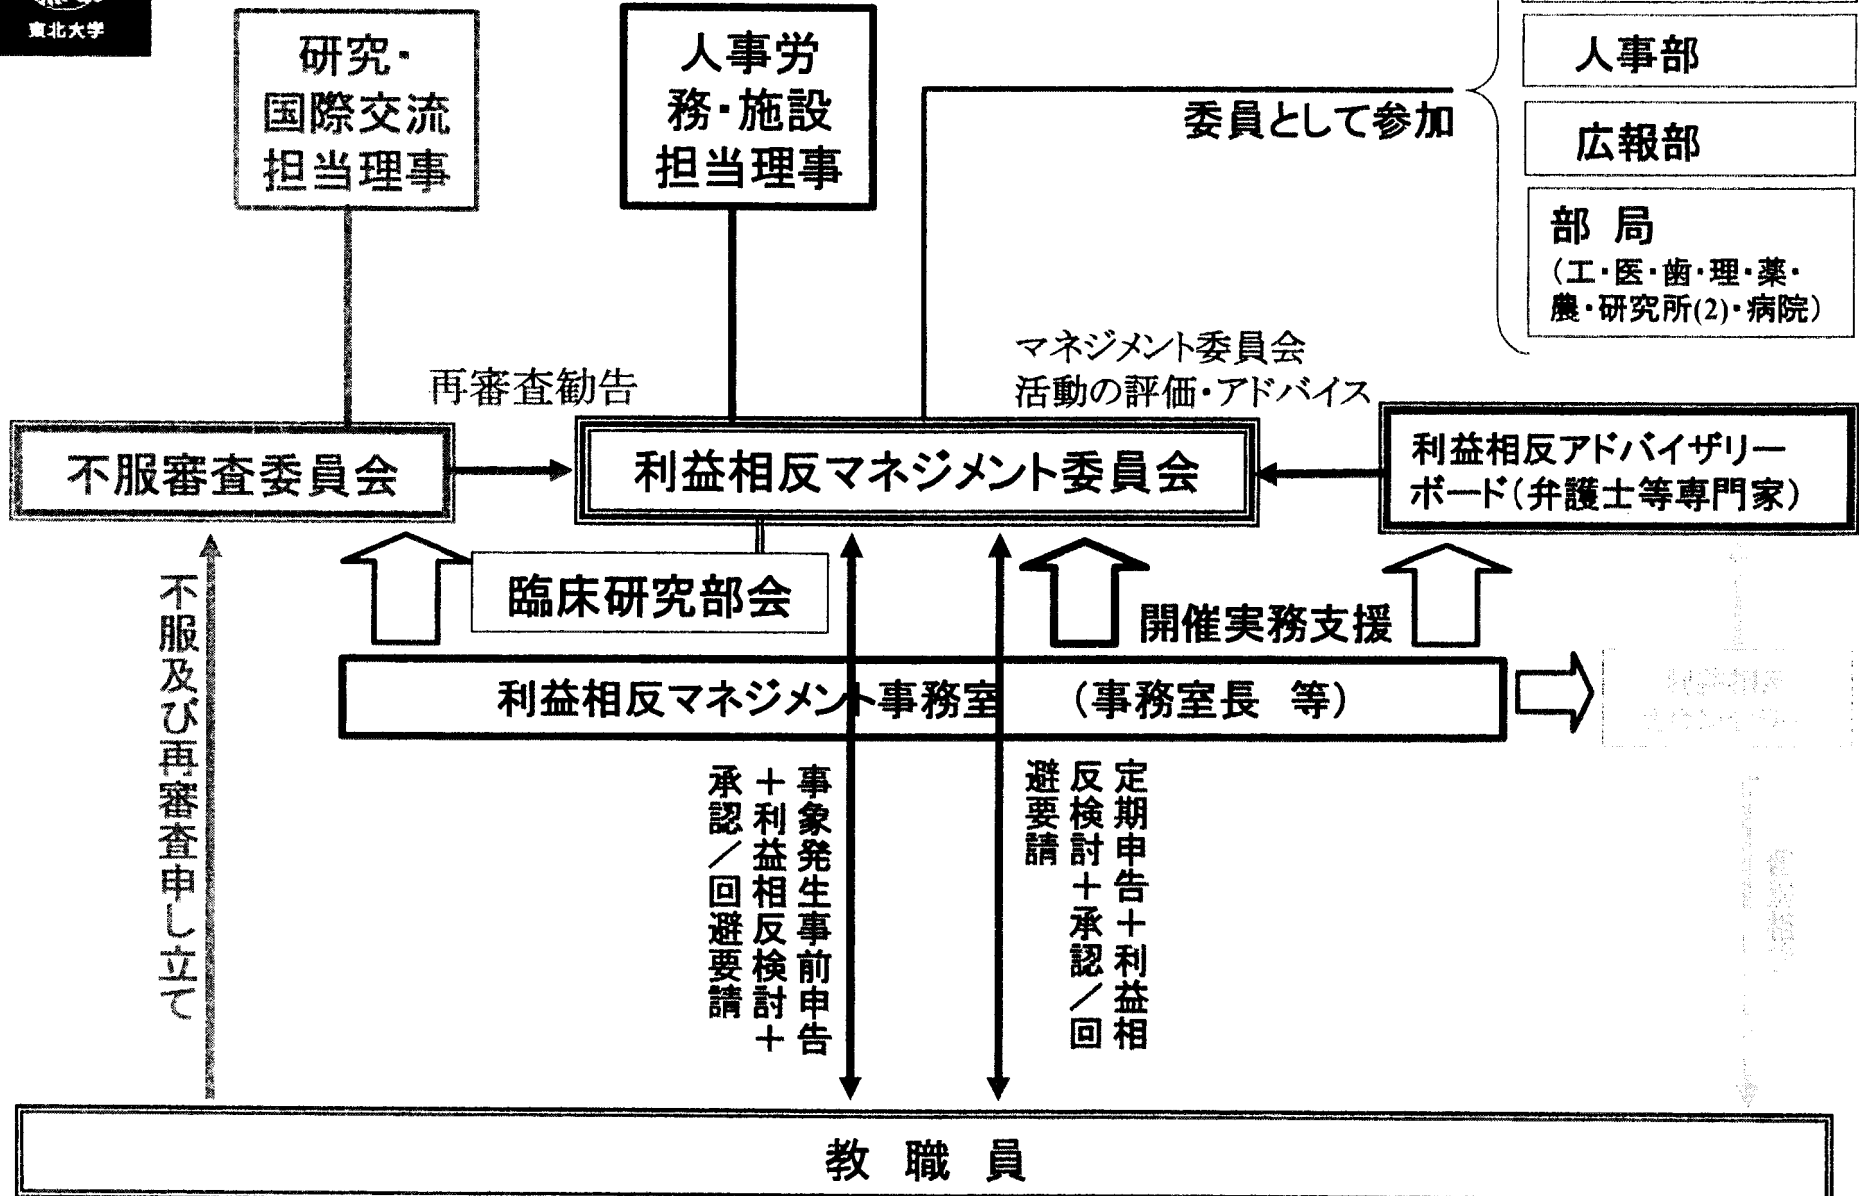 東北大学
研究・
国際交流
担当理事
人事労
務・施設
担当理事
委員として参加
人事部
広報部
部 局
（工・医・歯・理・薬・
農・研究所(2)・病院）
再審査勧告
マネジメント委員会
活動の評価・アドバイス
不服審査委員会
利益相反マネジメント委員会
利益相反アドバイザリー
ボード（弁護士等専門家）
臨床研究部会
開催実務支援
利益相反マネジメント事務室 （事務室長 等）
不服及び再審査申し立て
事象発生事前申告
＋利益相反検討＋
承認／回避要請
定期申告＋利益相
反検討＋承認／回
避要請
教 職 員